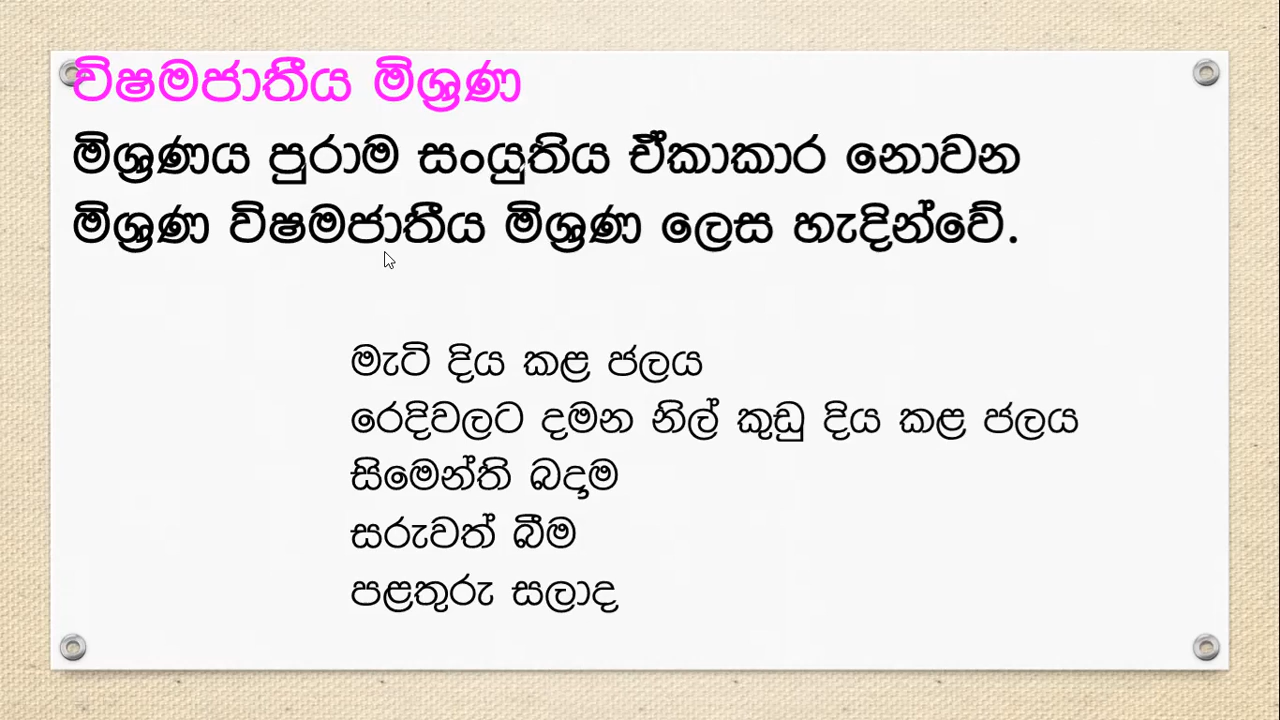 විෂමජාතීය මිශ්‍රණ
මිශ්‍රණය පුරාම සංයුතිය ඒකාකාර නොවන
මිශ්‍රණ විෂමජාතීය මිශ්‍රණ ලෙස හැදින්වේ.
මැටි දිය කළ ජලය
රෙදිවලට දමන නිල් කුඩු දිය කළ ජලය
සිමෙන්ති බදාම
සරුවත් බීම
පළතුරු සලාද